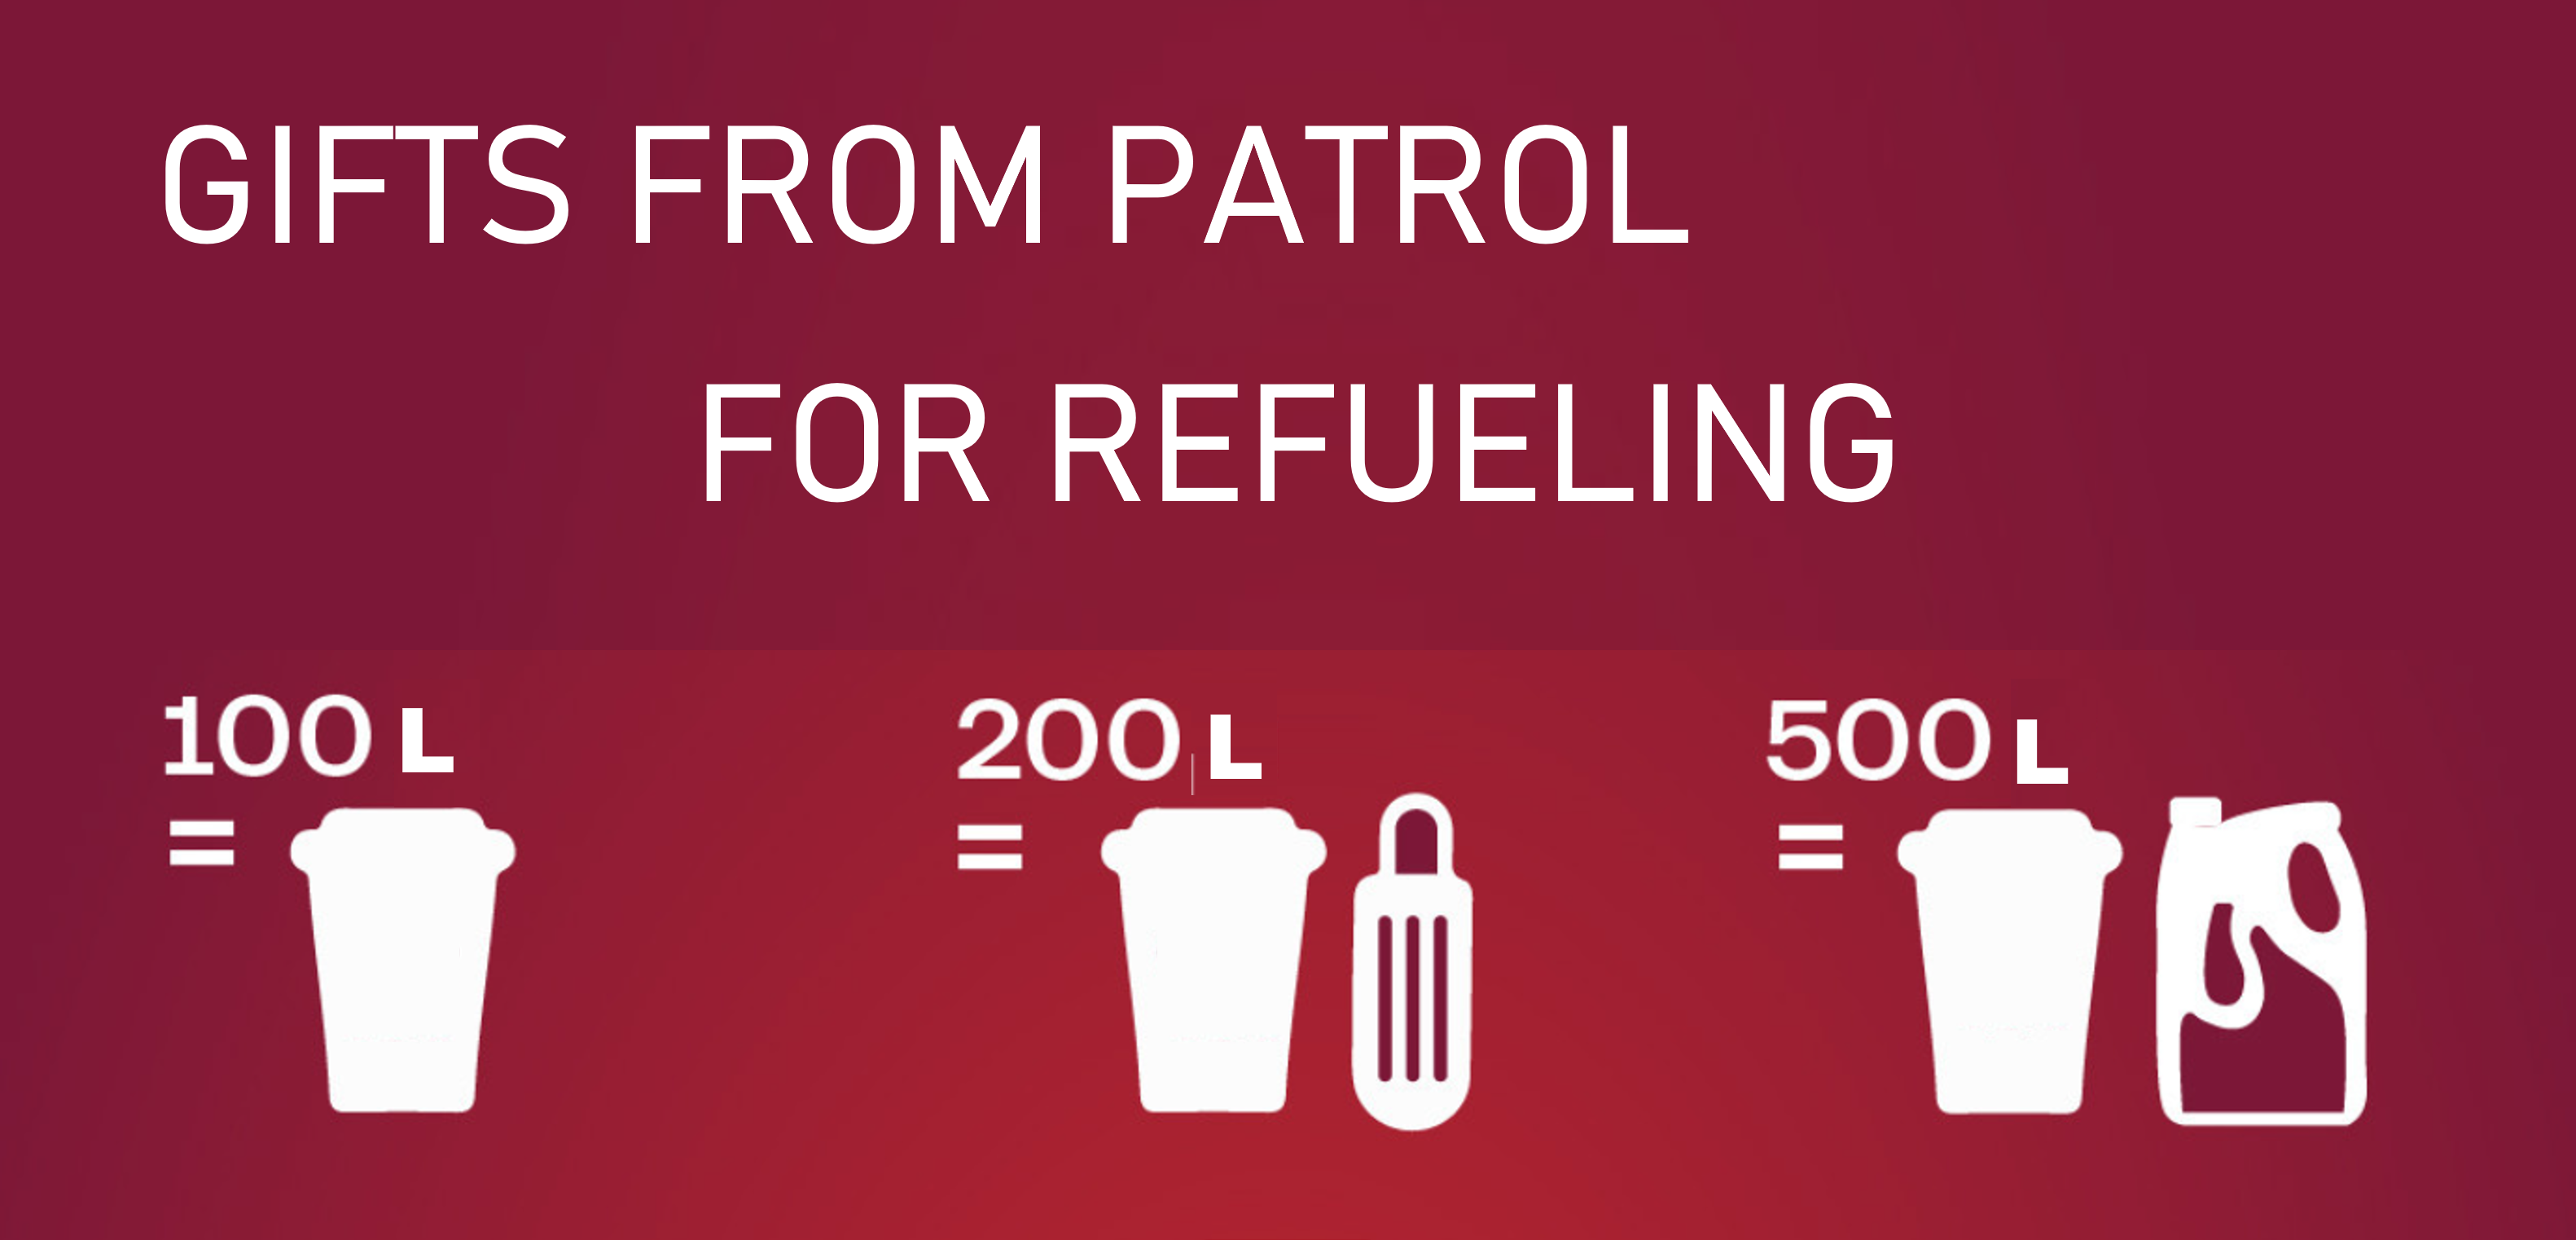 GIFTS FROM PATROL
FOR REFUELING
100 L
=
200 L
=
500 L
=